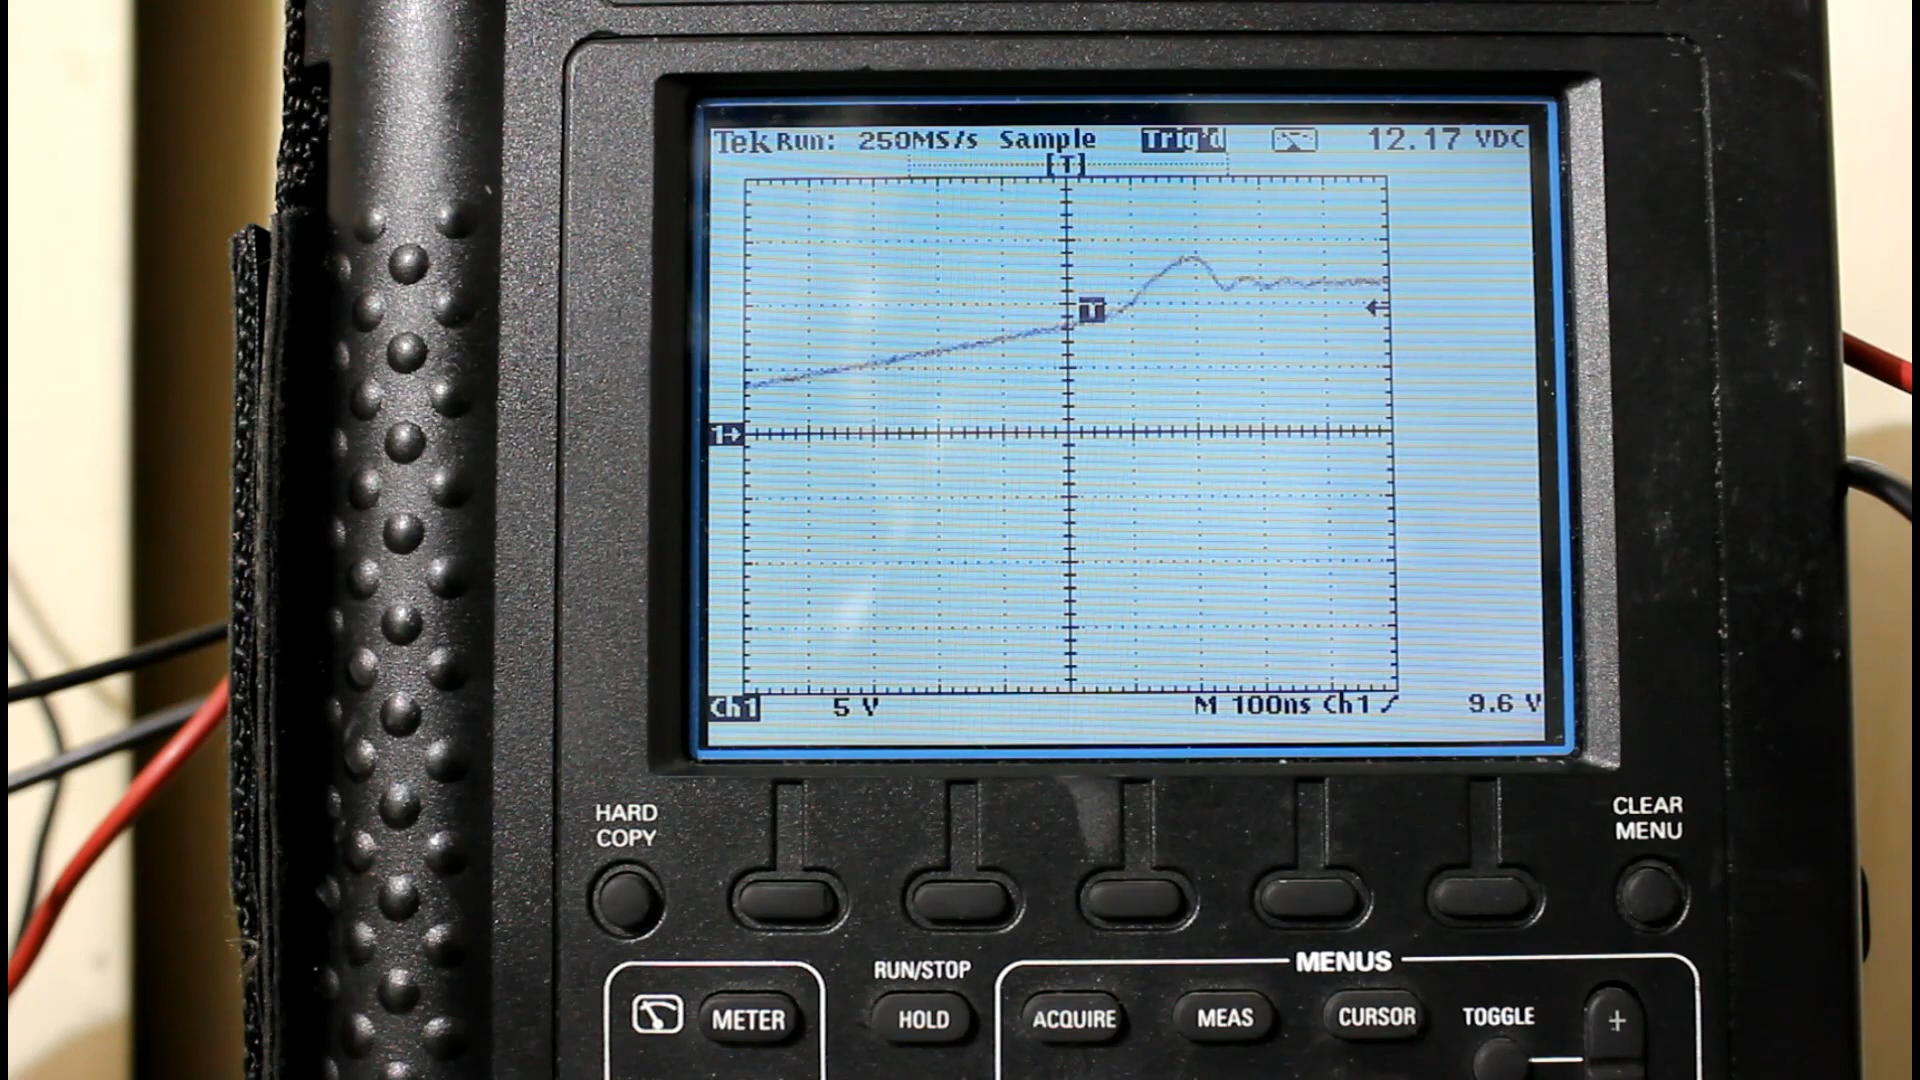 Tek Run: 250MS/s Sample Trig'd 12.17 VDC
[T]
T
1→
Ch1 5 V M 100ns Ch1 9.6 V
HARD COPY
CLEAR MENU
RUN/STOP
MENUS
METER HOLD ACQUIRE MEAS CURSOR TOGGLE +